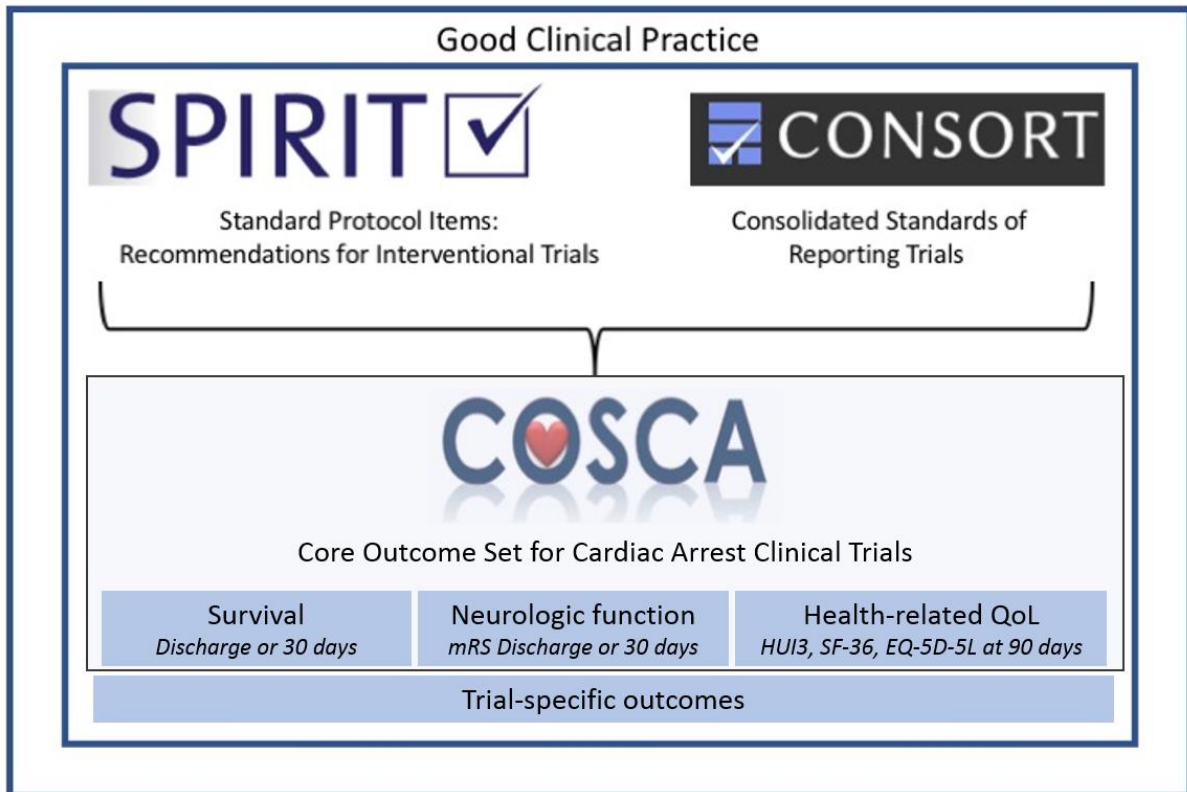 Good Clinical Practice
SPIRIT
CONSORT
Standard Protocol Items:
Recommendations for Interventional Trials
Consolidated Standards of
Reporting Trials
COSCA
Core Outcome Set for Cardiac Arrest Clinical Trials
Survival
Discharge or 30 days
Neurologic function
mRS Discharge or 30 days
Health-related QoL
HUI3, SF-36, EQ-5D-5L at 90 days
Trial-specific outcomes